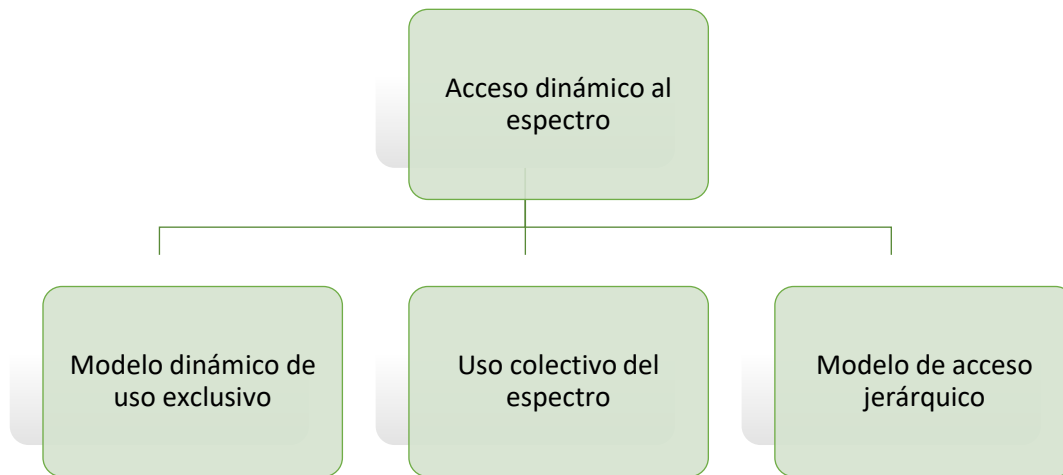 Acceso dinámico al
espectro
Modelo dinámico de
uso exclusivo
Uso colectivo del
espectro
Modelo de acceso
jerárquico